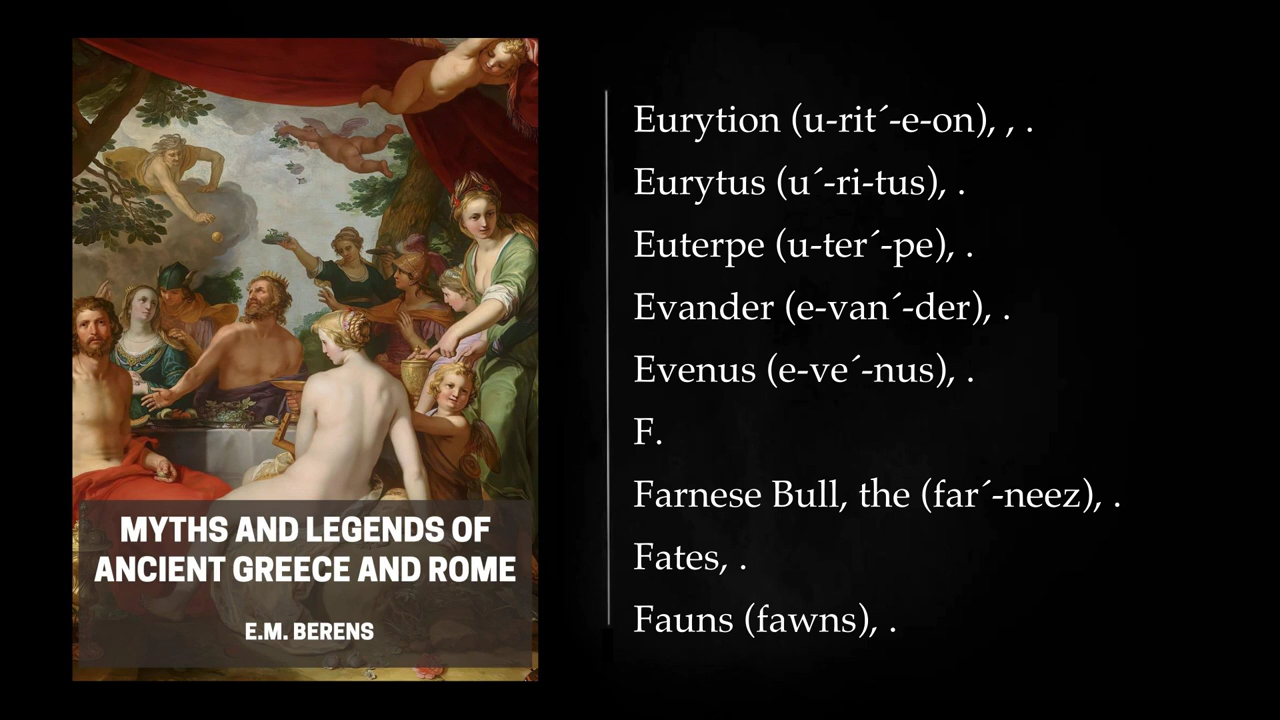 MYTHS AND LEGENDS OF
ANCIENT GREECE AND ROME
E.M. BERENS
Eurytion (u-rit´-e-on), , .
Eurytus (u´-ri-tus), .
Euterpe (u-ter´-pe), .
Evander (e-van´-der), .
Evenus (e-ve´-nus), .
F.
Farnese Bull, the (far´-neez), .
Fates, .
Fauns (fawns), .